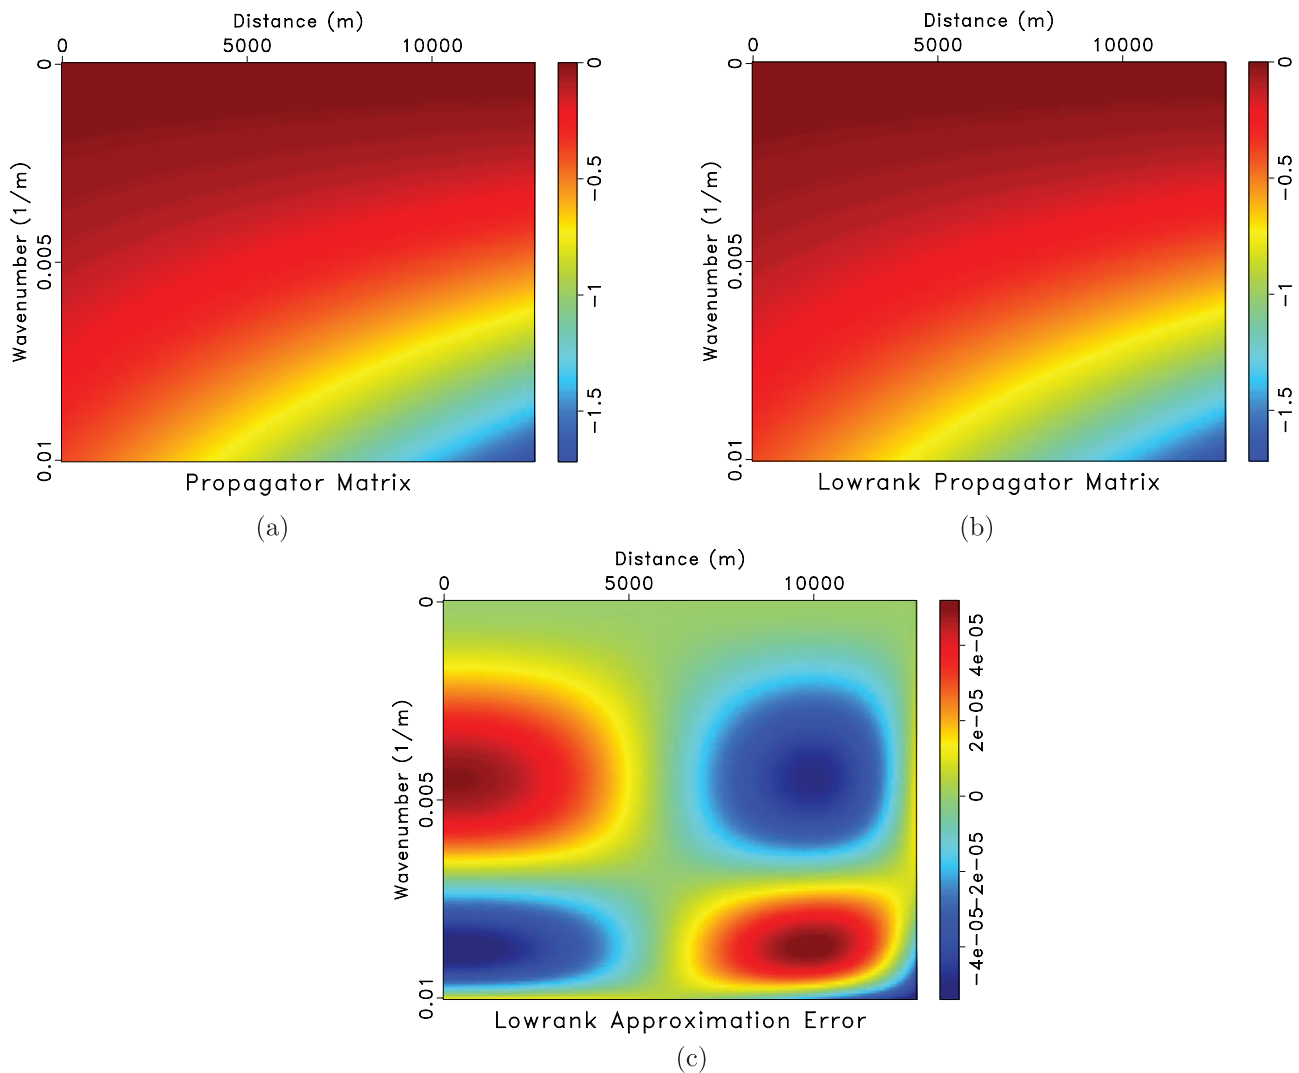 Distance (m)
0 5000 10000
Wavenumber (1/m)
0
0.005
0.01
0
−0.5
−1
−1.5
Propagator Matrix
(a)
Distance (m)
0 5000 10000
Wavenumber (1/m)
0
0.005
0.01
0
−0.5
−1
−1.5
Lowrank Propagator Matrix
(b)
Distance (m)
0 5000 10000
Wavenumber (1/m)
0
0.005
0.01
4e−05
2e−05
0
−2e−05
−4e−05
Lowrank Approximation Error
(c)